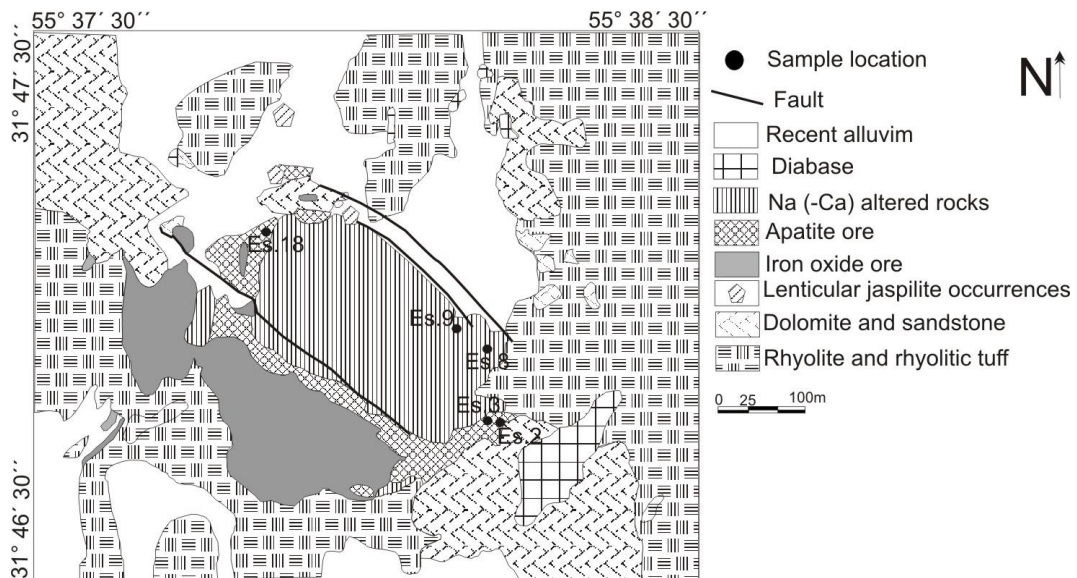 55° 37´ 30´´
55° 38´ 30´´
31° 47´ 30´´
31° 46´ 30´´
Es.18
Es.9
Es.8
Es.3
Es.2
N
Sample location
Fault
Recent alluvim
Diabase
Na (-Ca) altered rocks
Apatite ore
Iron oxide ore
Lenticular jaspilite occurrences
Dolomite and sandstone
Rhyolite and rhyolitic tuff
0 25 100m